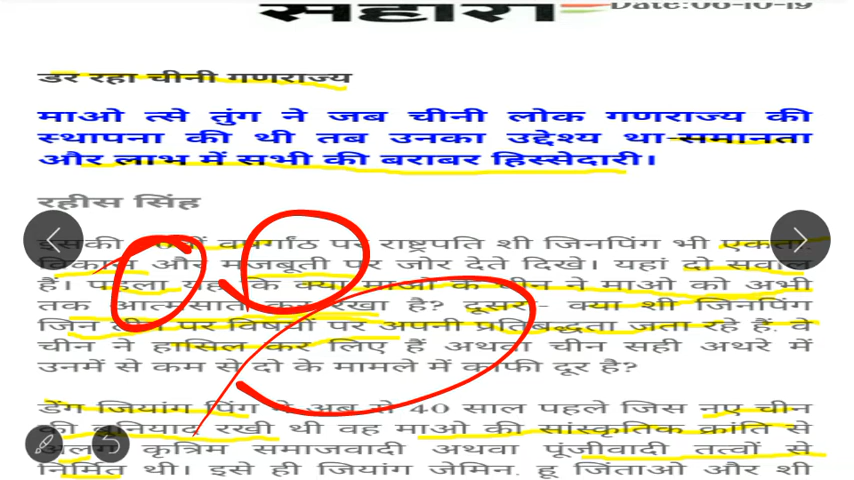 सहारा Date:06-10-19
डर रहा चीनी गणराज्य
माओ त्से तुंग ने जब चीनी लोक गणराज्य की
स्थापना की थी तब उनका उद्देश्य था-समानता
और लाभ में सभी की बराबर हिस्सेदारी।
रहीस सिंह
इसकी वर्षगांठ पर राष्ट्रपति शी जिनपिंग भी एकता,
विकास और मजबूती पर जोर देते दिखे। यहां दो सवाल
हैं। पहला यह कि क्या माओ के चीन ने माओ को अभी
तक आत्मसात कर रखा है? दूसरा- क्या शी जिनपिंग
जिन तीन पर विषयों पर अपनी प्रतिबद्धता जता रहे हैं, वे
चीन ने हासिल कर लिए हैं अथवा चीन सही अथरे में
उनमें से कम से दो के मामले में काफी दूर है?
डेंग जियांग पिंग ने अब से 40 साल पहले जिस नए चीन
की बुनियाद रखी थी वह माओ की सांस्कृतिक क्रांति से
अलग कृत्रिम समाजवादी अथवा पूंजीवादी तत्वों से
निर्मित थी। इसे ही जियांग जेमिन, हू जिंताओ और शी